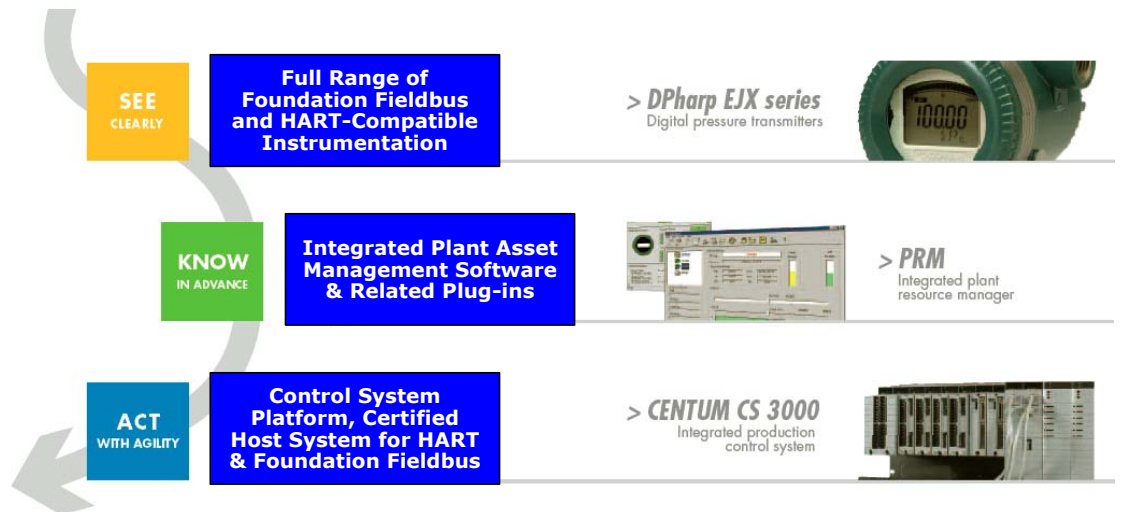 SEE
CLEARLY
Full Range of
Foundation Fieldbus
and HART-Compatible
Instrumentation
> DPharp EJX series
Digital pressure transmitters
100.00
KNOW
IN ADVANCE
Integrated Plant Asset
Management Software
& Related Plug-ins
> PRM
Integrated plant
resource manager
ACT
WITH AGILITY
Control System
Platform, Certified
Host System for HART
& Foundation Fieldbus
> CENTUM CS 3000
Integrated production
control system